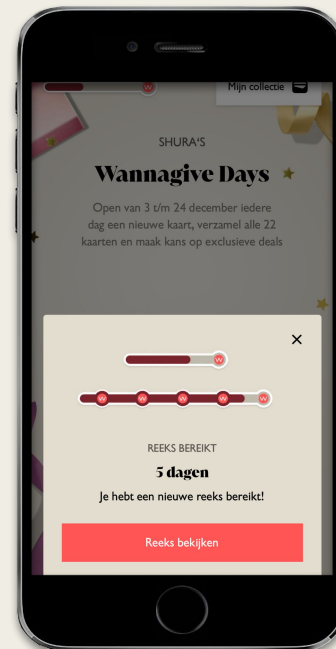 W
Mijn collectie
SHURA'S
Wannagive Days
Open van 3 t/m 24 december iedere
dag een nieuwe kaart, verzamel alle 22
kaarten en maak kans op exclusieve deals
W
W W W W W
REEKS BEREIKT
5 dagen
Je hebt een nieuwe reeks bereikt!
Reeks bekijken